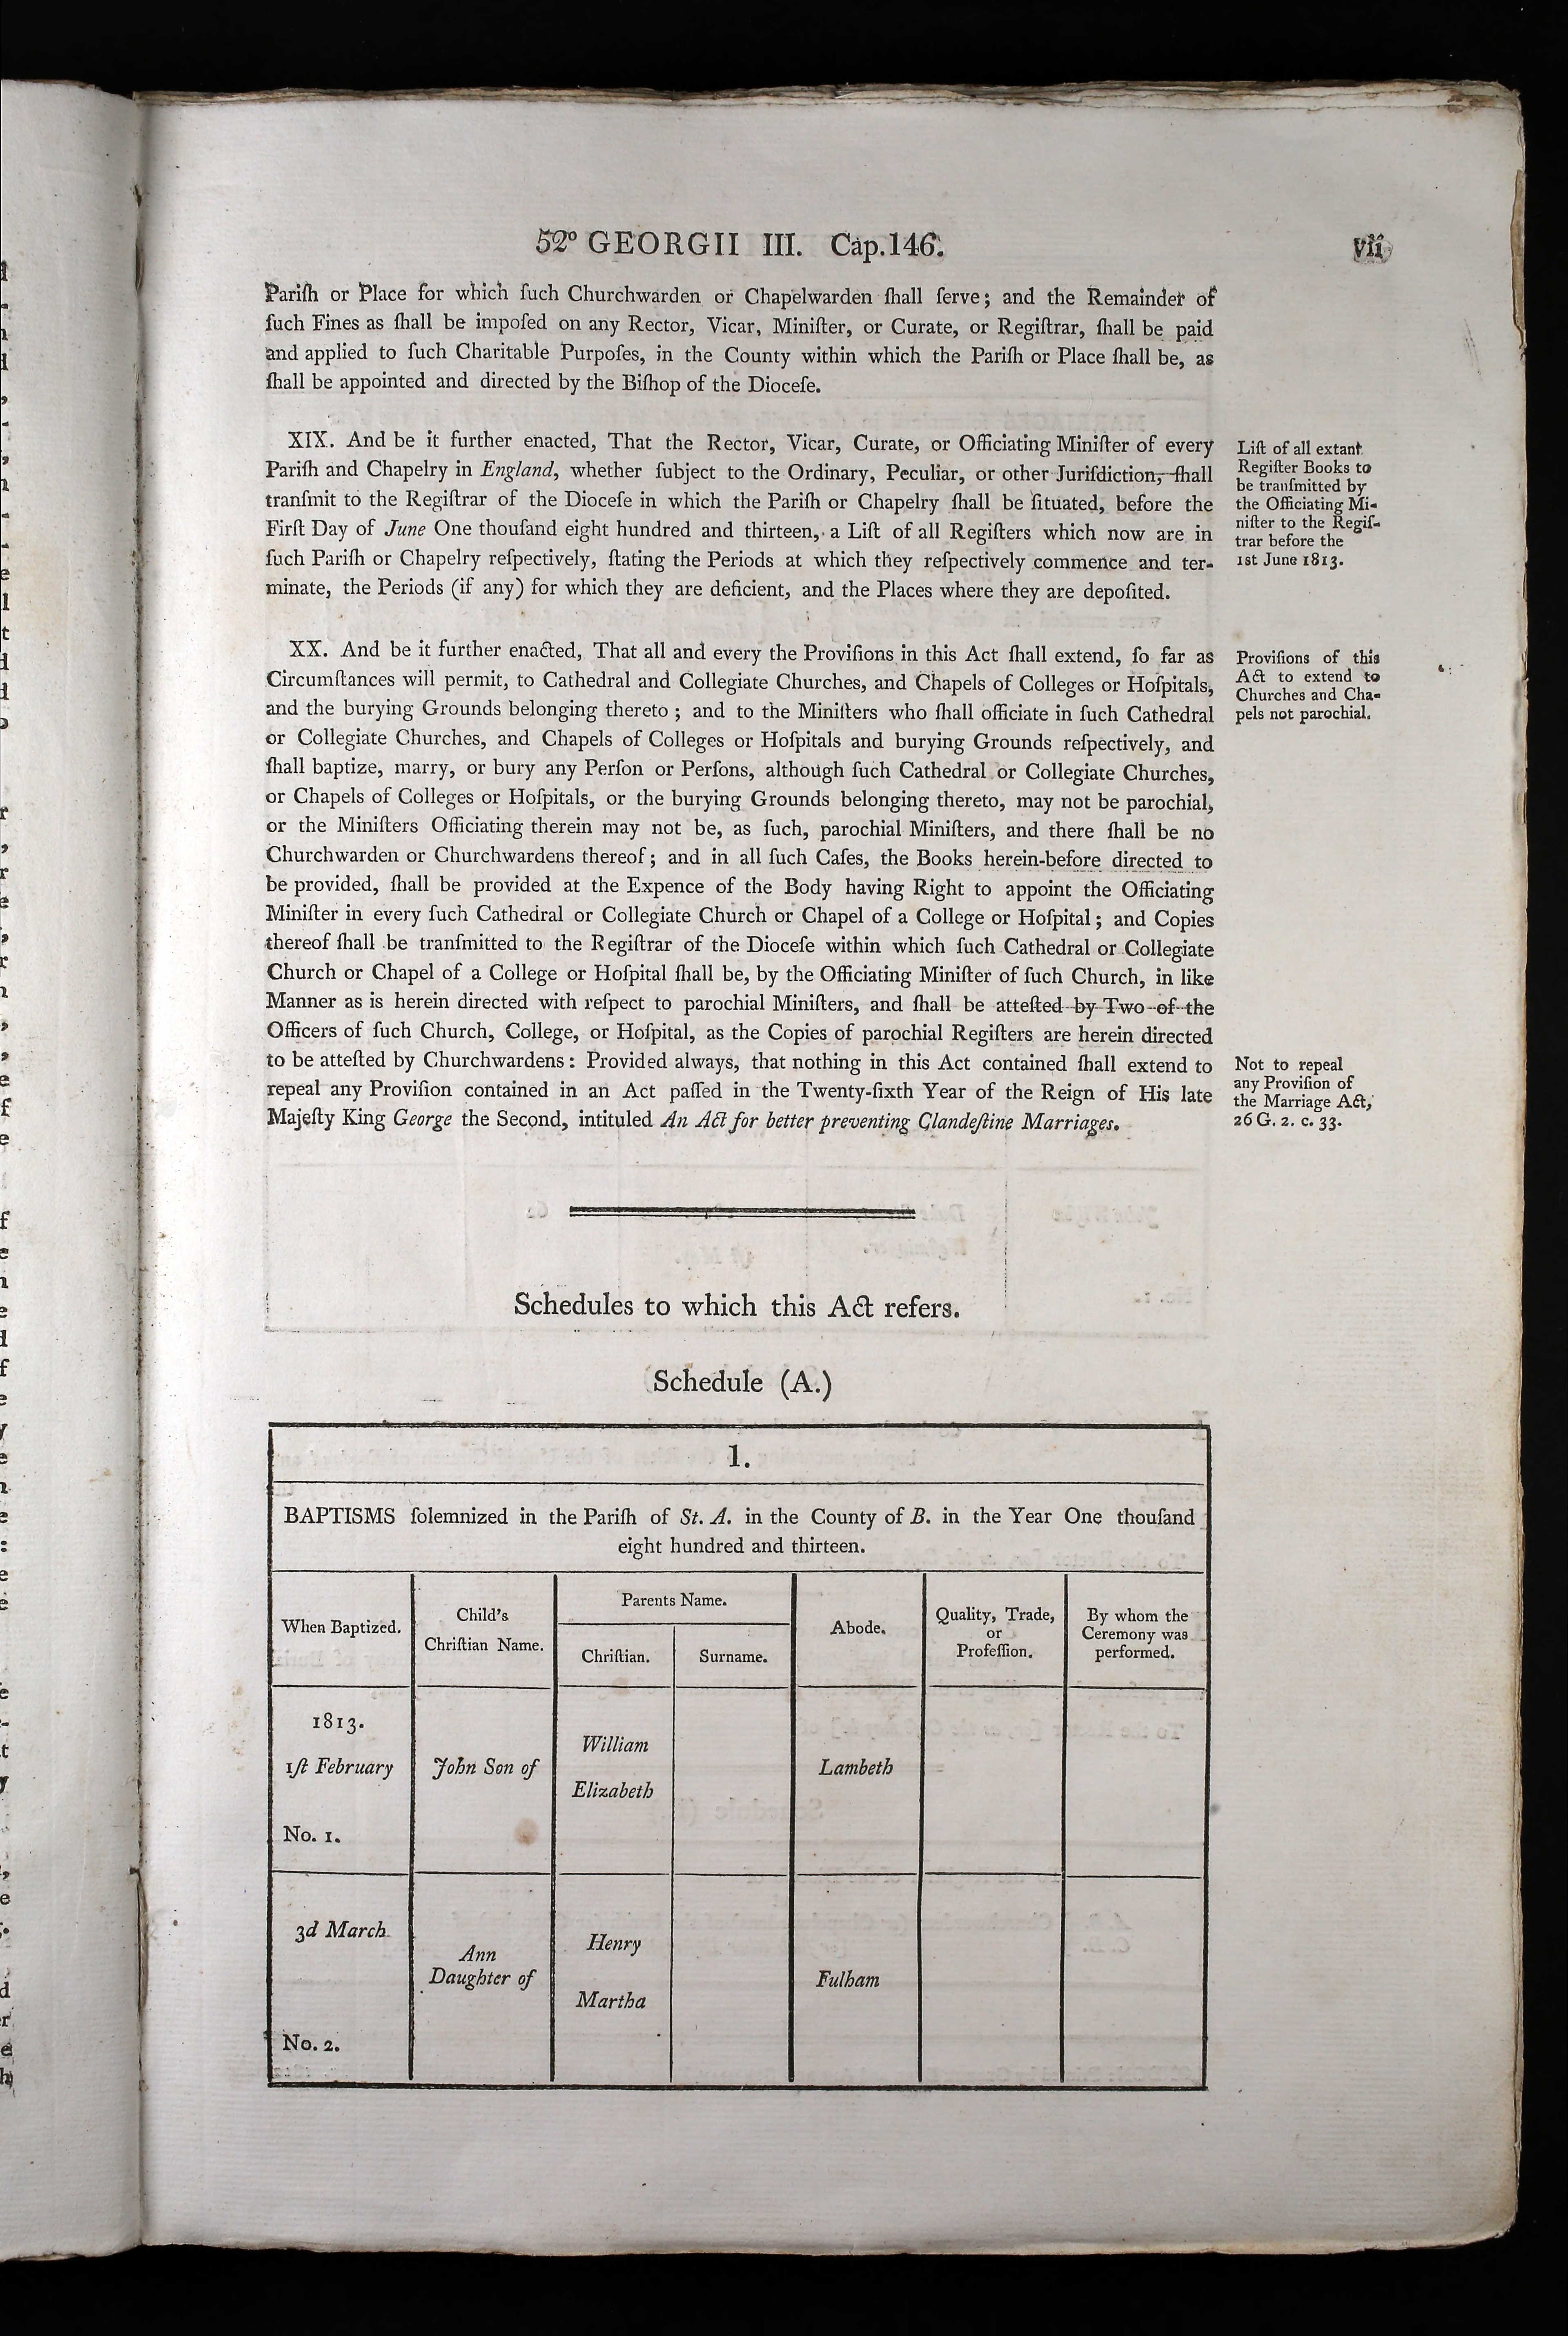 52° GEORGII III. Cap.146.
vii
Pariſh or Place for which ſuch Churchwarden or Chapelwarden ſhall ſerve; and the Remainder of
ſuch Fines as ſhall be impoſed on any Rector, Vicar, Miniſter, or Curate, or Regiſtrar, ſhall be paid
and applied to ſuch Charitable Purpoſes, in the County within which the Pariſh or Place ſhall be, as
ſhall be appointed and directed by the Biſhop of the Dioceſe.
XIX. And be it further enacted, That the Rector, Vicar, Curate, or Officiating Miniſter of every
Pariſh and Chapelry in England, whether ſubject to the Ordinary, Peculiar, or other Juriſdiction, ſhall
tranſmit to the Regiſtrar of the Dioceſe in which the Pariſh or Chapelry ſhall be ſituated, before the
Firſt Day of June One thouſand eight hundred and thirteen, a Liſt of all Regiſters which now are in
ſuch Pariſh or Chapelry reſpectively, ſtating the Periods at which they reſpectively commence and ter-
minate, the Periods (if any) for which they are deficient, and the Places where they are depoſited.
Liſt of all extant
Regiſter Books to
be tranſmitted by
the Officiating Mi-
niſter to the Regiſ-
trar before the
1st June 1813.
XX. And be it further enacted, That all and every the Proviſions in this Act ſhall extend, ſo far as
Circumſtances will permit, to Cathedral and Collegiate Churches, and Chapels of Colleges or Hoſpitals,
and the burying Grounds belonging thereto; and to the Miniſters who ſhall officiate in ſuch Cathedral
or Collegiate Churches, and Chapels of Colleges or Hoſpitals and burying Grounds reſpectively, and
ſhall baptize, marry, or bury any Perſon or Perſons, although ſuch Cathedral or Collegiate Churches,
or Chapels of Colleges or Hoſpitals, or the burying Grounds belonging thereto, may not be parochial,
or the Miniſters Officiating therein may not be, as ſuch, parochial Miniſters, and there ſhall be no
Churchwarden or Churchwardens thereof; and in all ſuch Caſes, the Books herein-before directed to
be provided, ſhall be provided at the Expence of the Body having Right to appoint the Officiating
Miniſter in every ſuch Cathedral or Collegiate Church or Chapel of a College or Hoſpital; and Copies
thereof ſhall be tranſmitted to the Regiſtrar of the Dioceſe within which ſuch Cathedral or Collegiate
Church or Chapel of a College or Hoſpital ſhall be, by the Officiating Miniſter of ſuch Church, in like
Manner as is herein directed with reſpect to parochial Miniſters, and ſhall be atteſted by Two of the
Officers of ſuch Church, College, or Hoſpital, as the Copies of parochial Regiſters are herein directed
to be atteſted by Churchwardens: Provided always, that nothing in this Act contained ſhall extend to
repeal any Proviſion contained in an Act paſſed in the Twenty-ſixth Year of the Reign of His late
Majeſty King George the Second, intituled An Act for better preventing Clandeſtine Marriages.
Proviſions of this
Act to extend to
Churches and Cha-
pels not parochial.
Not to repeal
any Proviſion of
the Marriage Act,
26 G. 2. c. 33.
Schedules to which this Act refers.
Schedule (A.)
1.
BAPTISMS ſolemnized in the Pariſh of St. A. in the County of B. in the Year One thouſand
eight hundred and thirteen.
When Baptized.
Child's
Chriſtian Name.
Parents Name.
Chriſtian.
Surname.
Abode.
Quality, Trade,
or
Profeſſion.
By whom the
Ceremony was
performed.
1813.
1ſt February
No. 1.
John Son of
William
Elizabeth
Lambeth
3d March
No. 2.
Ann
Daughter of
Henry
Martha
Fulham